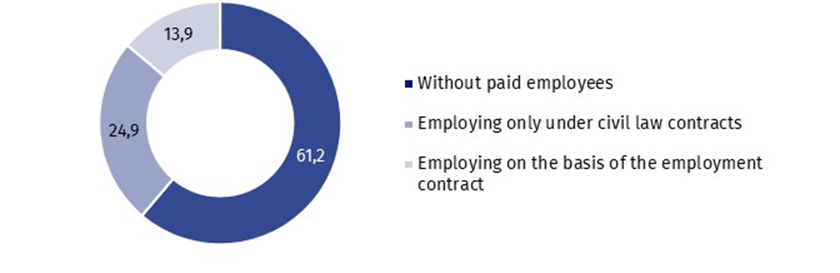 13,9
24,9
61,2
Without paid employees
Employing only under civil law contracts
Employing on the basis of the employment
contract